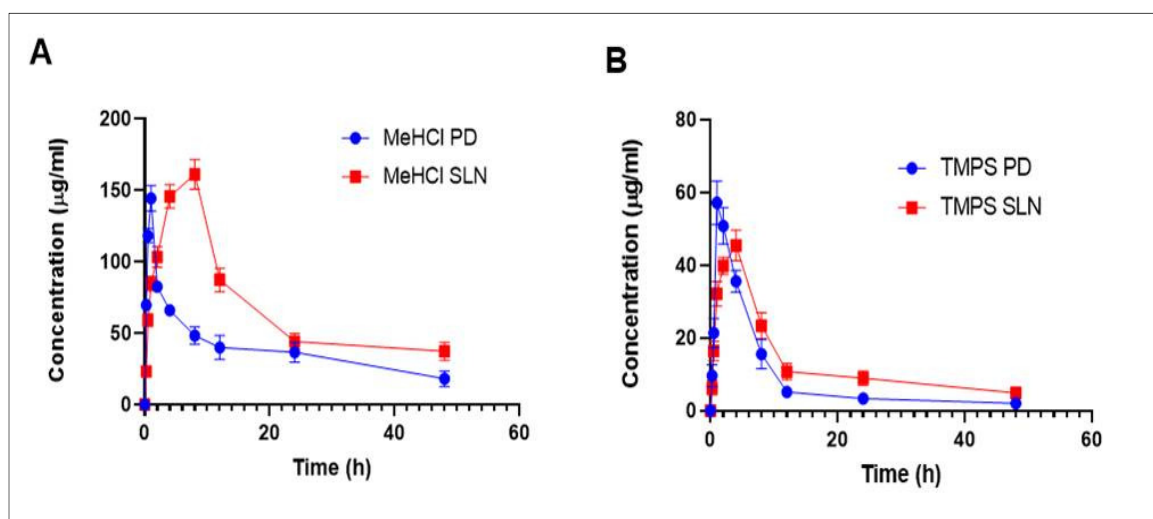 A
Concentration (µg/ml)
200
150
100
50
0
0
20
40
60
Time (h)
MeHCl PD
MeHCl SLN
B
Concentration (µg/ml)
80
60
40
20
0
0
20
40
60
Time (h)
TMPS PD
TMPS SLN